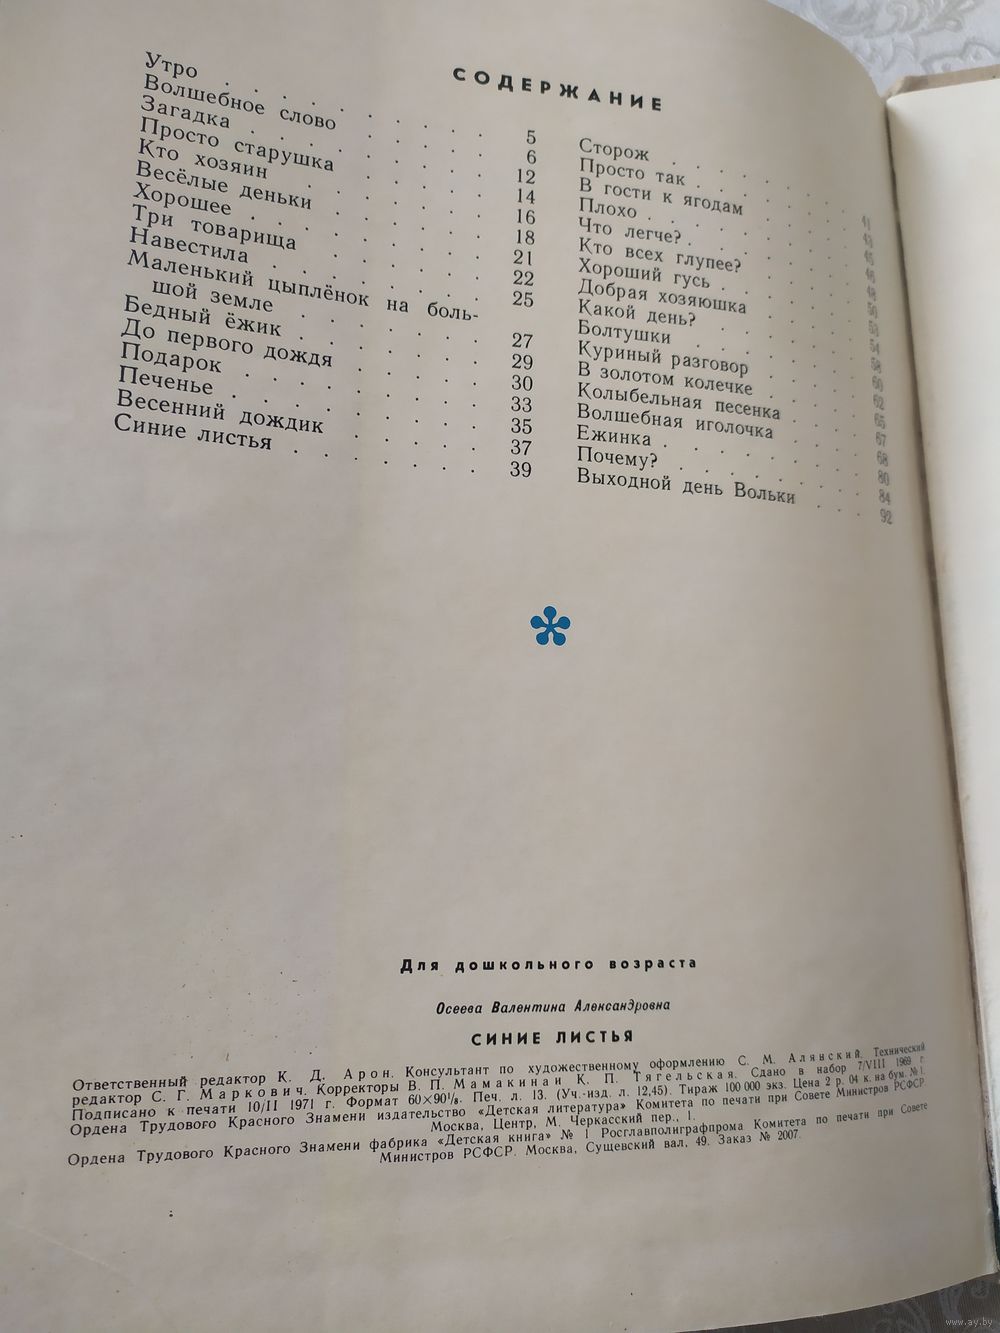 СОДЕРЖАНИЕ
Утро . . . . . . . 5
Волшебное слово . . . . 6
Загадка . . . . . . 12
Просто старушка . . . . 14
Кто хозяин . . . . . 16
Весёлые деньки . . . . 18
Хорошее . . . . . . 21
Три товарища . . . . . 22
Навестила . . . . . . 25
Маленький цыплёнок на боль-
шой земле . . . . . 27
Бедный ёжик . . . . . 29
До первого дождя . . . . 30
Подарок . . . . . . 33
Печенье . . . . . . 35
Весенний дождик . . . . 37
Синие листья . . . . . 39
Сторож . . . . . . 41
Просто так . . . . . 43
В гости к ягодам . . . . 45
Плохо . . . . . . 46
Что легче? . . . . . 48
Кто всех глупее? . . . . 50
Хороший гусь . . . . . 53
Добрая хозяюшка . . . . 54
Какой день? . . . . . 58
Болтушки . . . . . 60
Куриный разговор . . . . 62
В золотом колечке . . . . 65
Колыбельная песенка . . . 67
Волшебная иголочка . . . 68
Ежинка . . . . . . 80
Почему? . . . . . . 84
Выходной день Вольки . . . 92
Для дошкольного возраста
Осеева Валентина Александровна
СИНИЕ ЛИСТЬЯ
Ответственный редактор К. Д. Арон. Консультант по художественному оформлению С. М. Алянский. Технический
редактор С. Г. Маркович. Корректоры В. П. Мамакина и К. П. Тягельская. Сдано в набор 7/VIII 1969 г.
Подписано к печати 10/II 1971 г. Формат 60×90¹/₈. Печ. л. 13. (Уч.-изд. л. 12,45). Тираж 100 000 экз. Цена 2 р. 04 к. на бум. № 1.
Ордена Трудового Красного Знамени издательство «Детская литература» Комитета по печати при Совете Министров РСФСР.
Москва, Центр, М. Черкасский пер., 1.
Ордена Трудового Красного Знамени фабрика «Детская книга» № 1 Росглавполиграфпрома Комитета по печати при Совете
Министров РСФСР. Москва, Сущевский вал, 49. Заказ № 2007.
www.ay.by